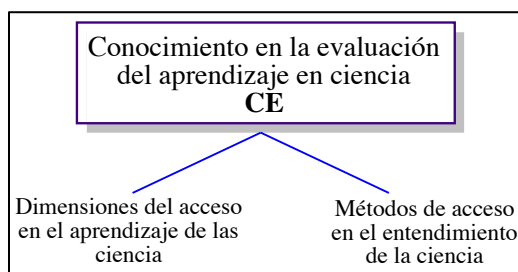 Conocimiento en la evaluación
del aprendizaje en ciencia
CE
Dimensiones del acceso
en el aprendizaje de las
ciencia
Métodos de acceso
en el entendimiento
de la ciencia